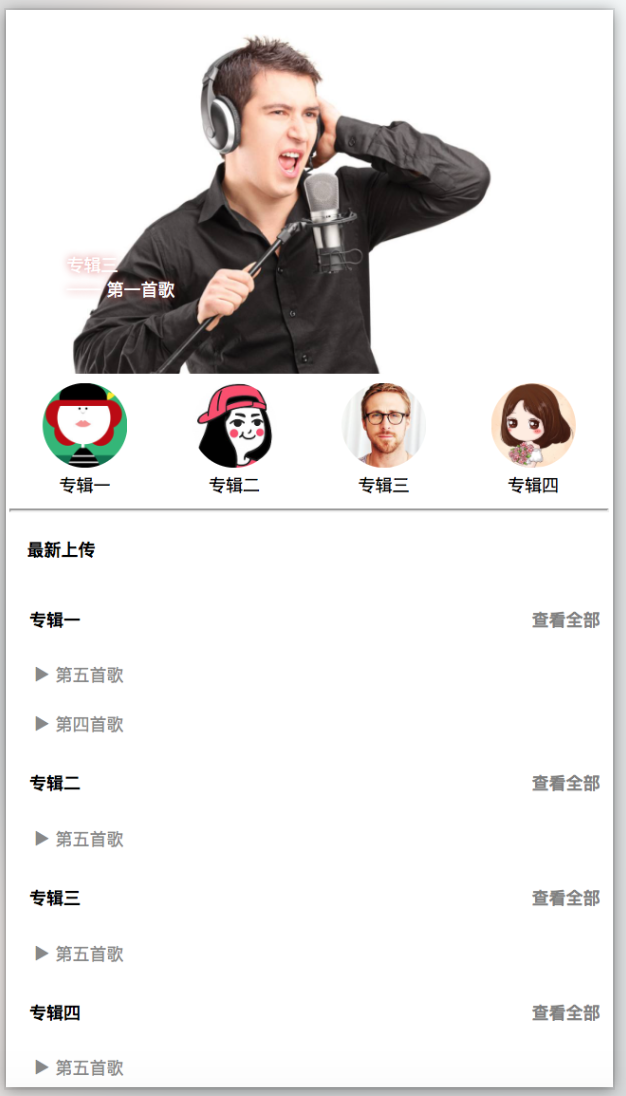 专辑三
—— 第一首歌
专辑一
专辑二
专辑三
专辑四
最新上传
专辑一 查看全部
▶ 第五首歌
▶ 第四首歌
专辑二 查看全部
▶ 第五首歌
专辑三 查看全部
▶ 第五首歌
专辑四 查看全部
▶ 第五首歌